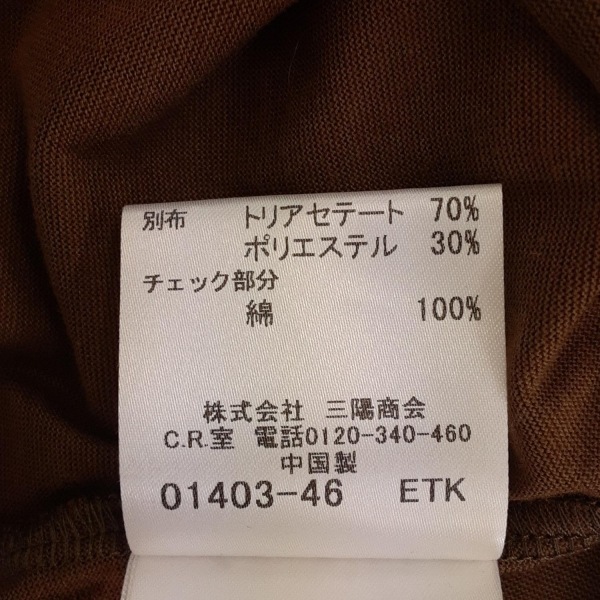 別布 トリアセテート 70%
ポリエステル 30%
チェック部分
綿 100%
株式会社 三陽商会
C.R.室 電話0120-340-460
中国製
01403-46 ETK